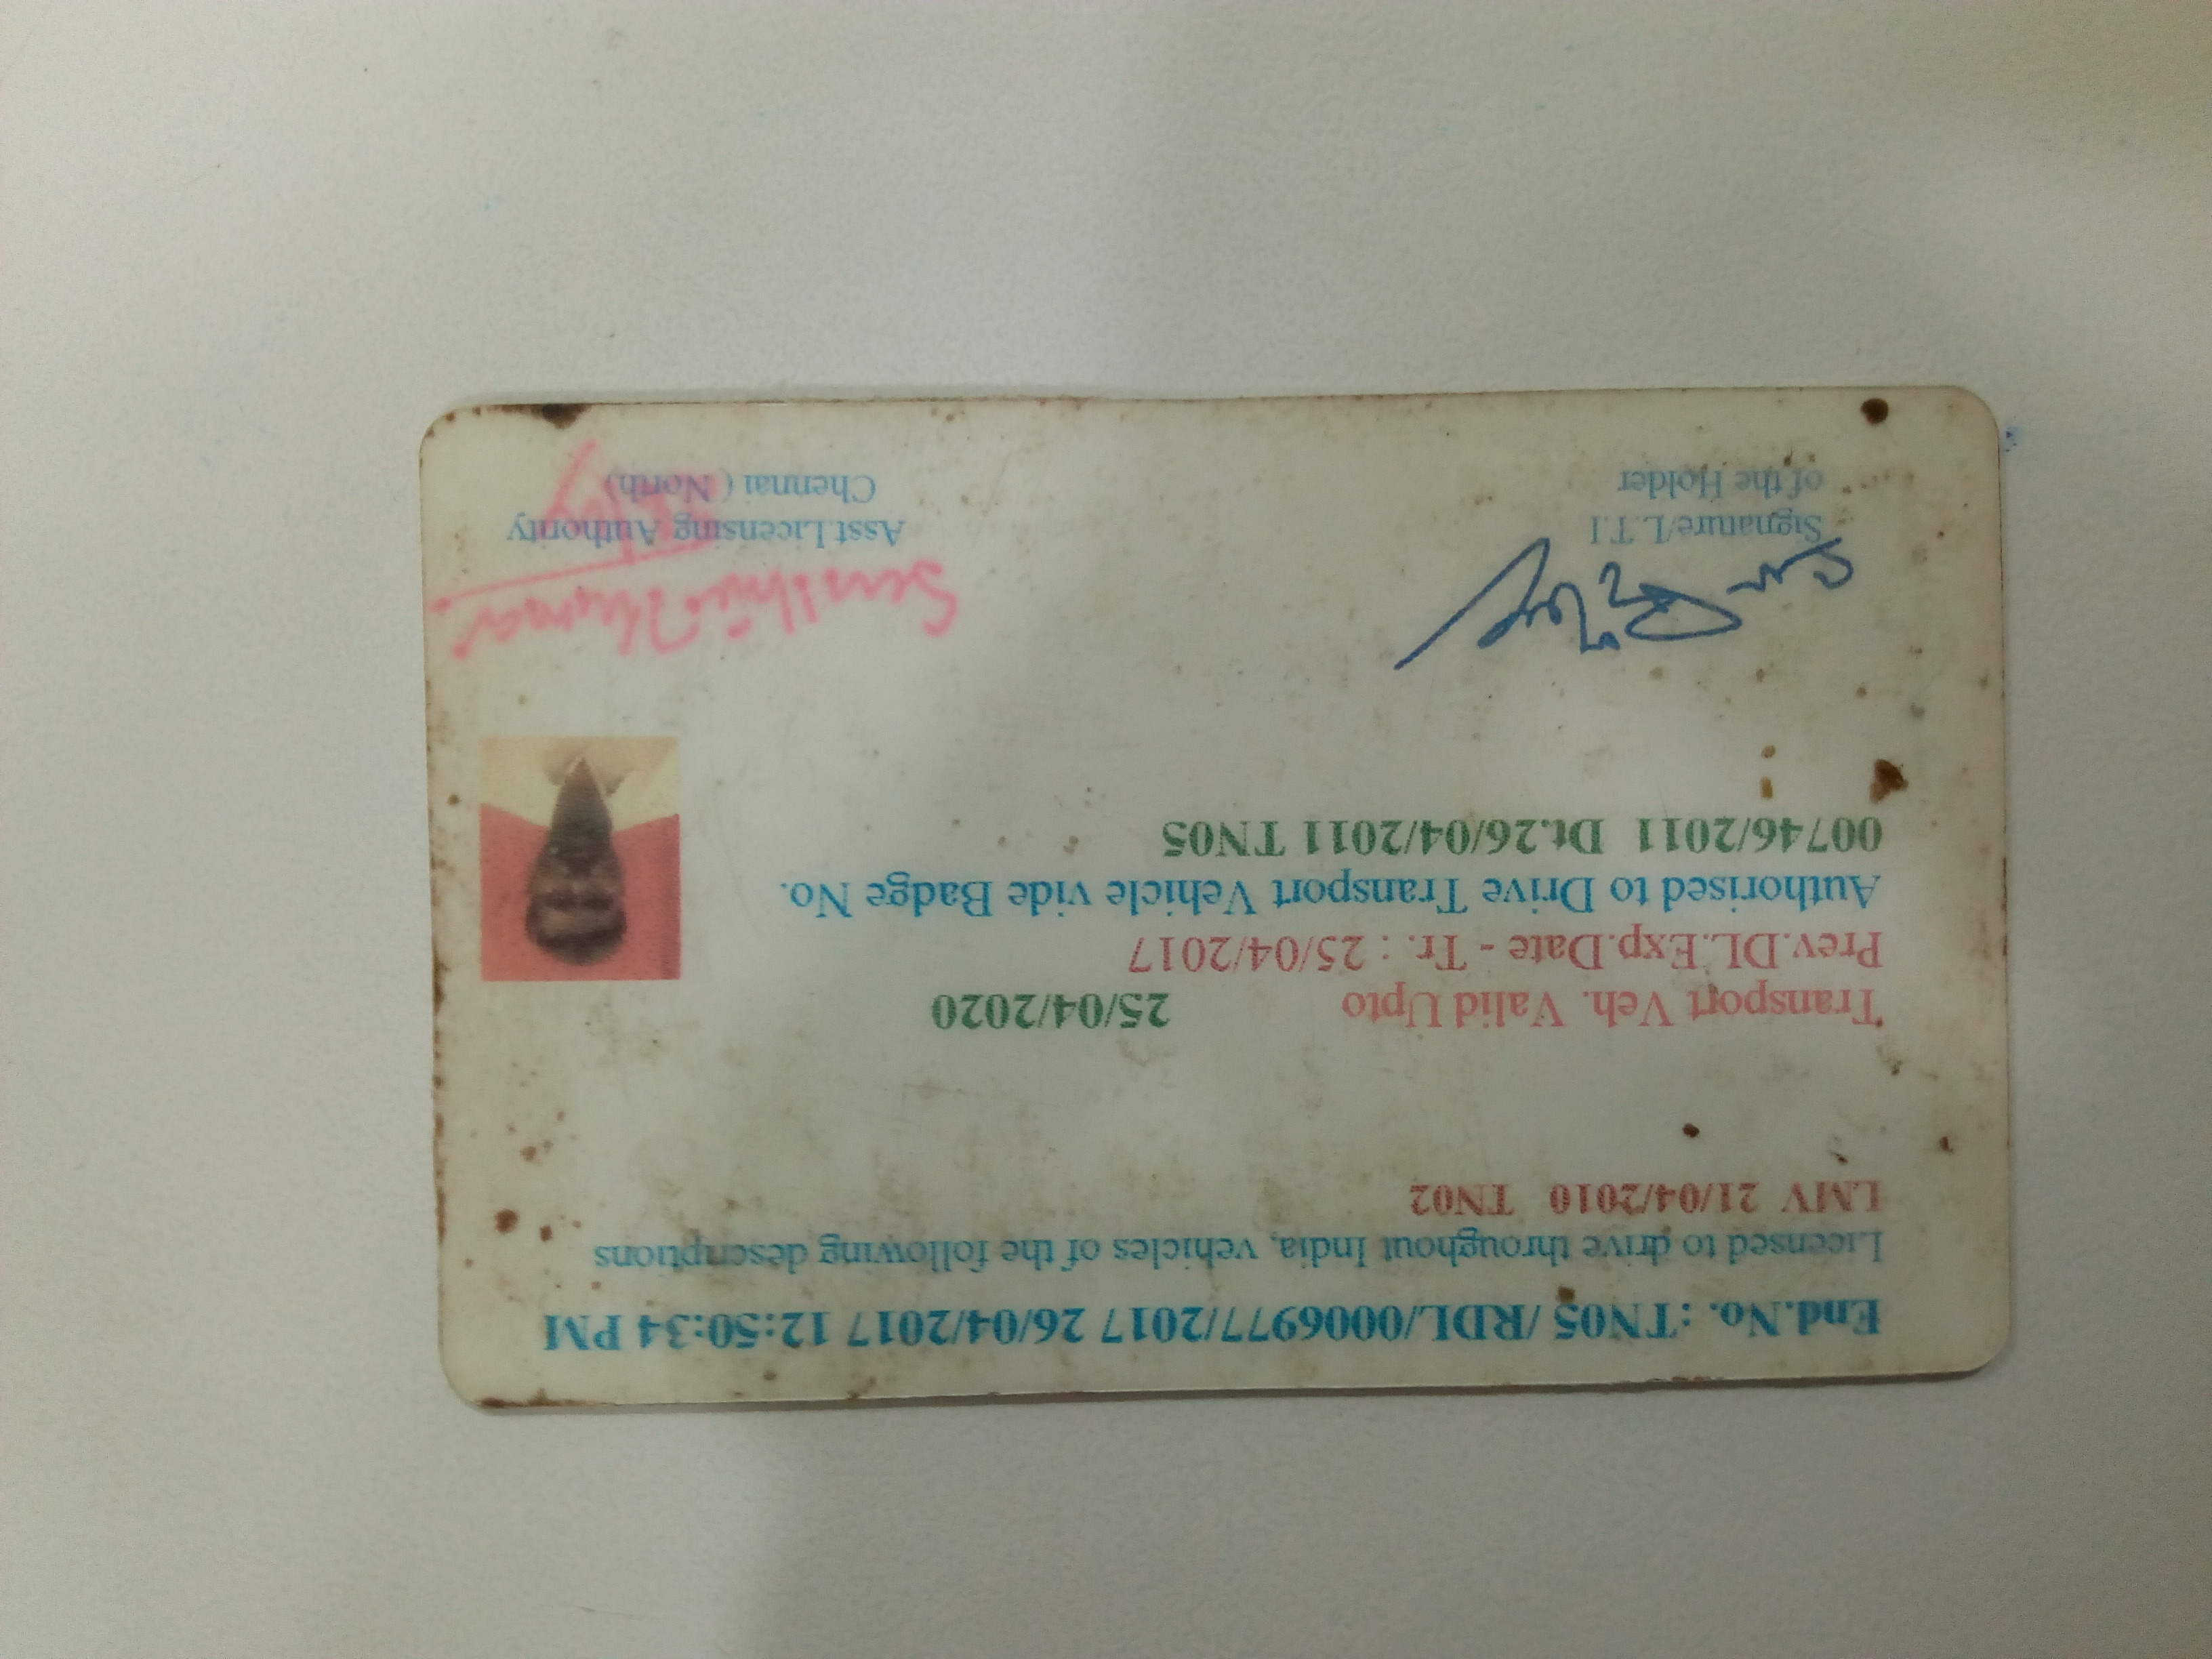 End.No. : TN05 / RDL/0006977/2017 26/04/2017 12:50:34 PM
Licensed to drive throughout India, vehicles of the following descriptions
LMV 21/04/2010 TN02
Transport Veh. Valid Upto 25/04/2020
Prev.DL.Exp.Date - Tr. : 25/04/2017
Authorised to Drive Transport Vehicle vide Badge No.
00746/2011 Dt.26/04/2011 TN05
Signature/L.T.I
of the Holder
Asst.Licensing Authority
Chennai ( North)